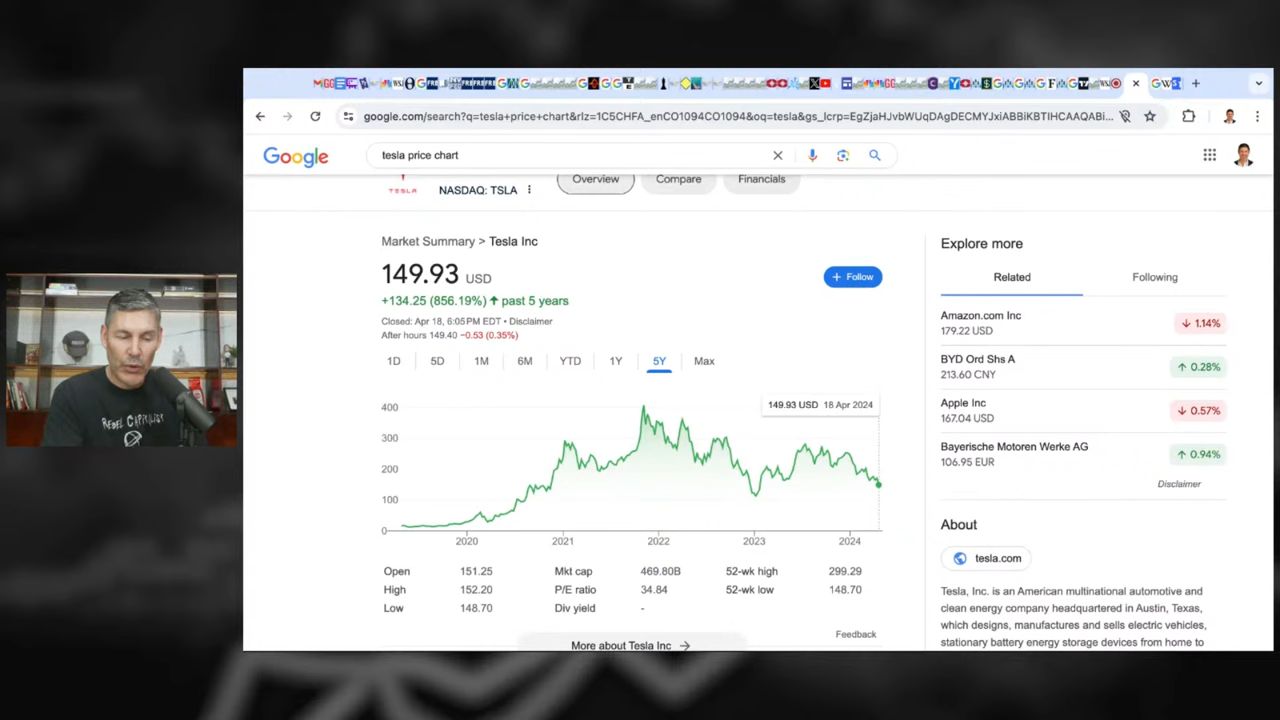 google.com/search?q=tesla+price+chart&rlz=1C5CHFA_enCO1094CO1094&oq=tesla&gs_lcrp=EgZjaHJvbWUqDAgDECMYJxiABBiKBTIHCAAQABi...
Google
tesla price chart
TESLA
NASDAQ: TSLA
Overview
Compare
Financials
Market Summary > Tesla Inc
149.93 USD
+ Follow
+134.25 (856.19%) ↑ past 5 years
Closed: Apr 18, 6:05 PM EDT • Disclaimer
After hours 149.40 −0.53 (0.35%)
1D 5D 1M 6M YTD 1Y 5Y Max
149.93 USD 18 Apr 2024
400
300
200
100
0
2020 2021 2022 2023 2024
Open 151.25 Mkt cap 469.80B 52-wk high 299.29
High 152.20 P/E ratio 34.84 52-wk low 148.70
Low 148.70 Div yield -
Feedback
More about Tesla Inc →
Explore more
Related Following
Amazon.com Inc
179.22 USD ↓ 1.14%
BYD Ord Shs A
213.60 CNY ↑ 0.28%
Apple Inc
167.04 USD ↓ 0.57%
Bayerische Motoren Werke AG
106.95 EUR ↑ 0.94%
Disclaimer
About
tesla.com
Tesla, Inc. is an American multinational automotive and
clean energy company headquartered in Austin, Texas,
which designs, manufactures and sells electric vehicles,
stationary battery energy storage devices from home to
REBEL CAPITALIST